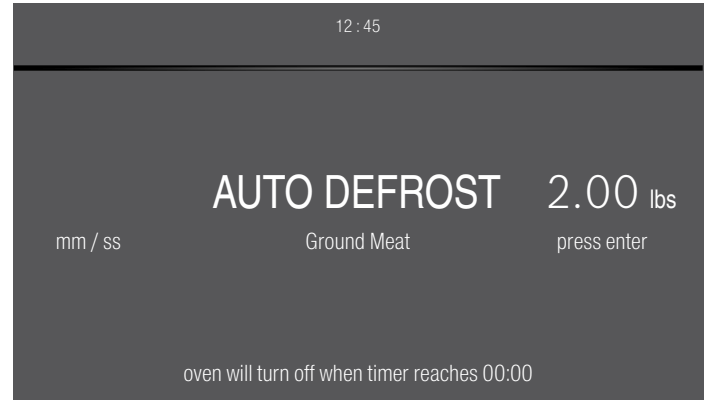 12 : 45
AUTO DEFROST 2.00 lbs
mm / ss Ground Meat press enter
oven will turn off when timer reaches 00:00